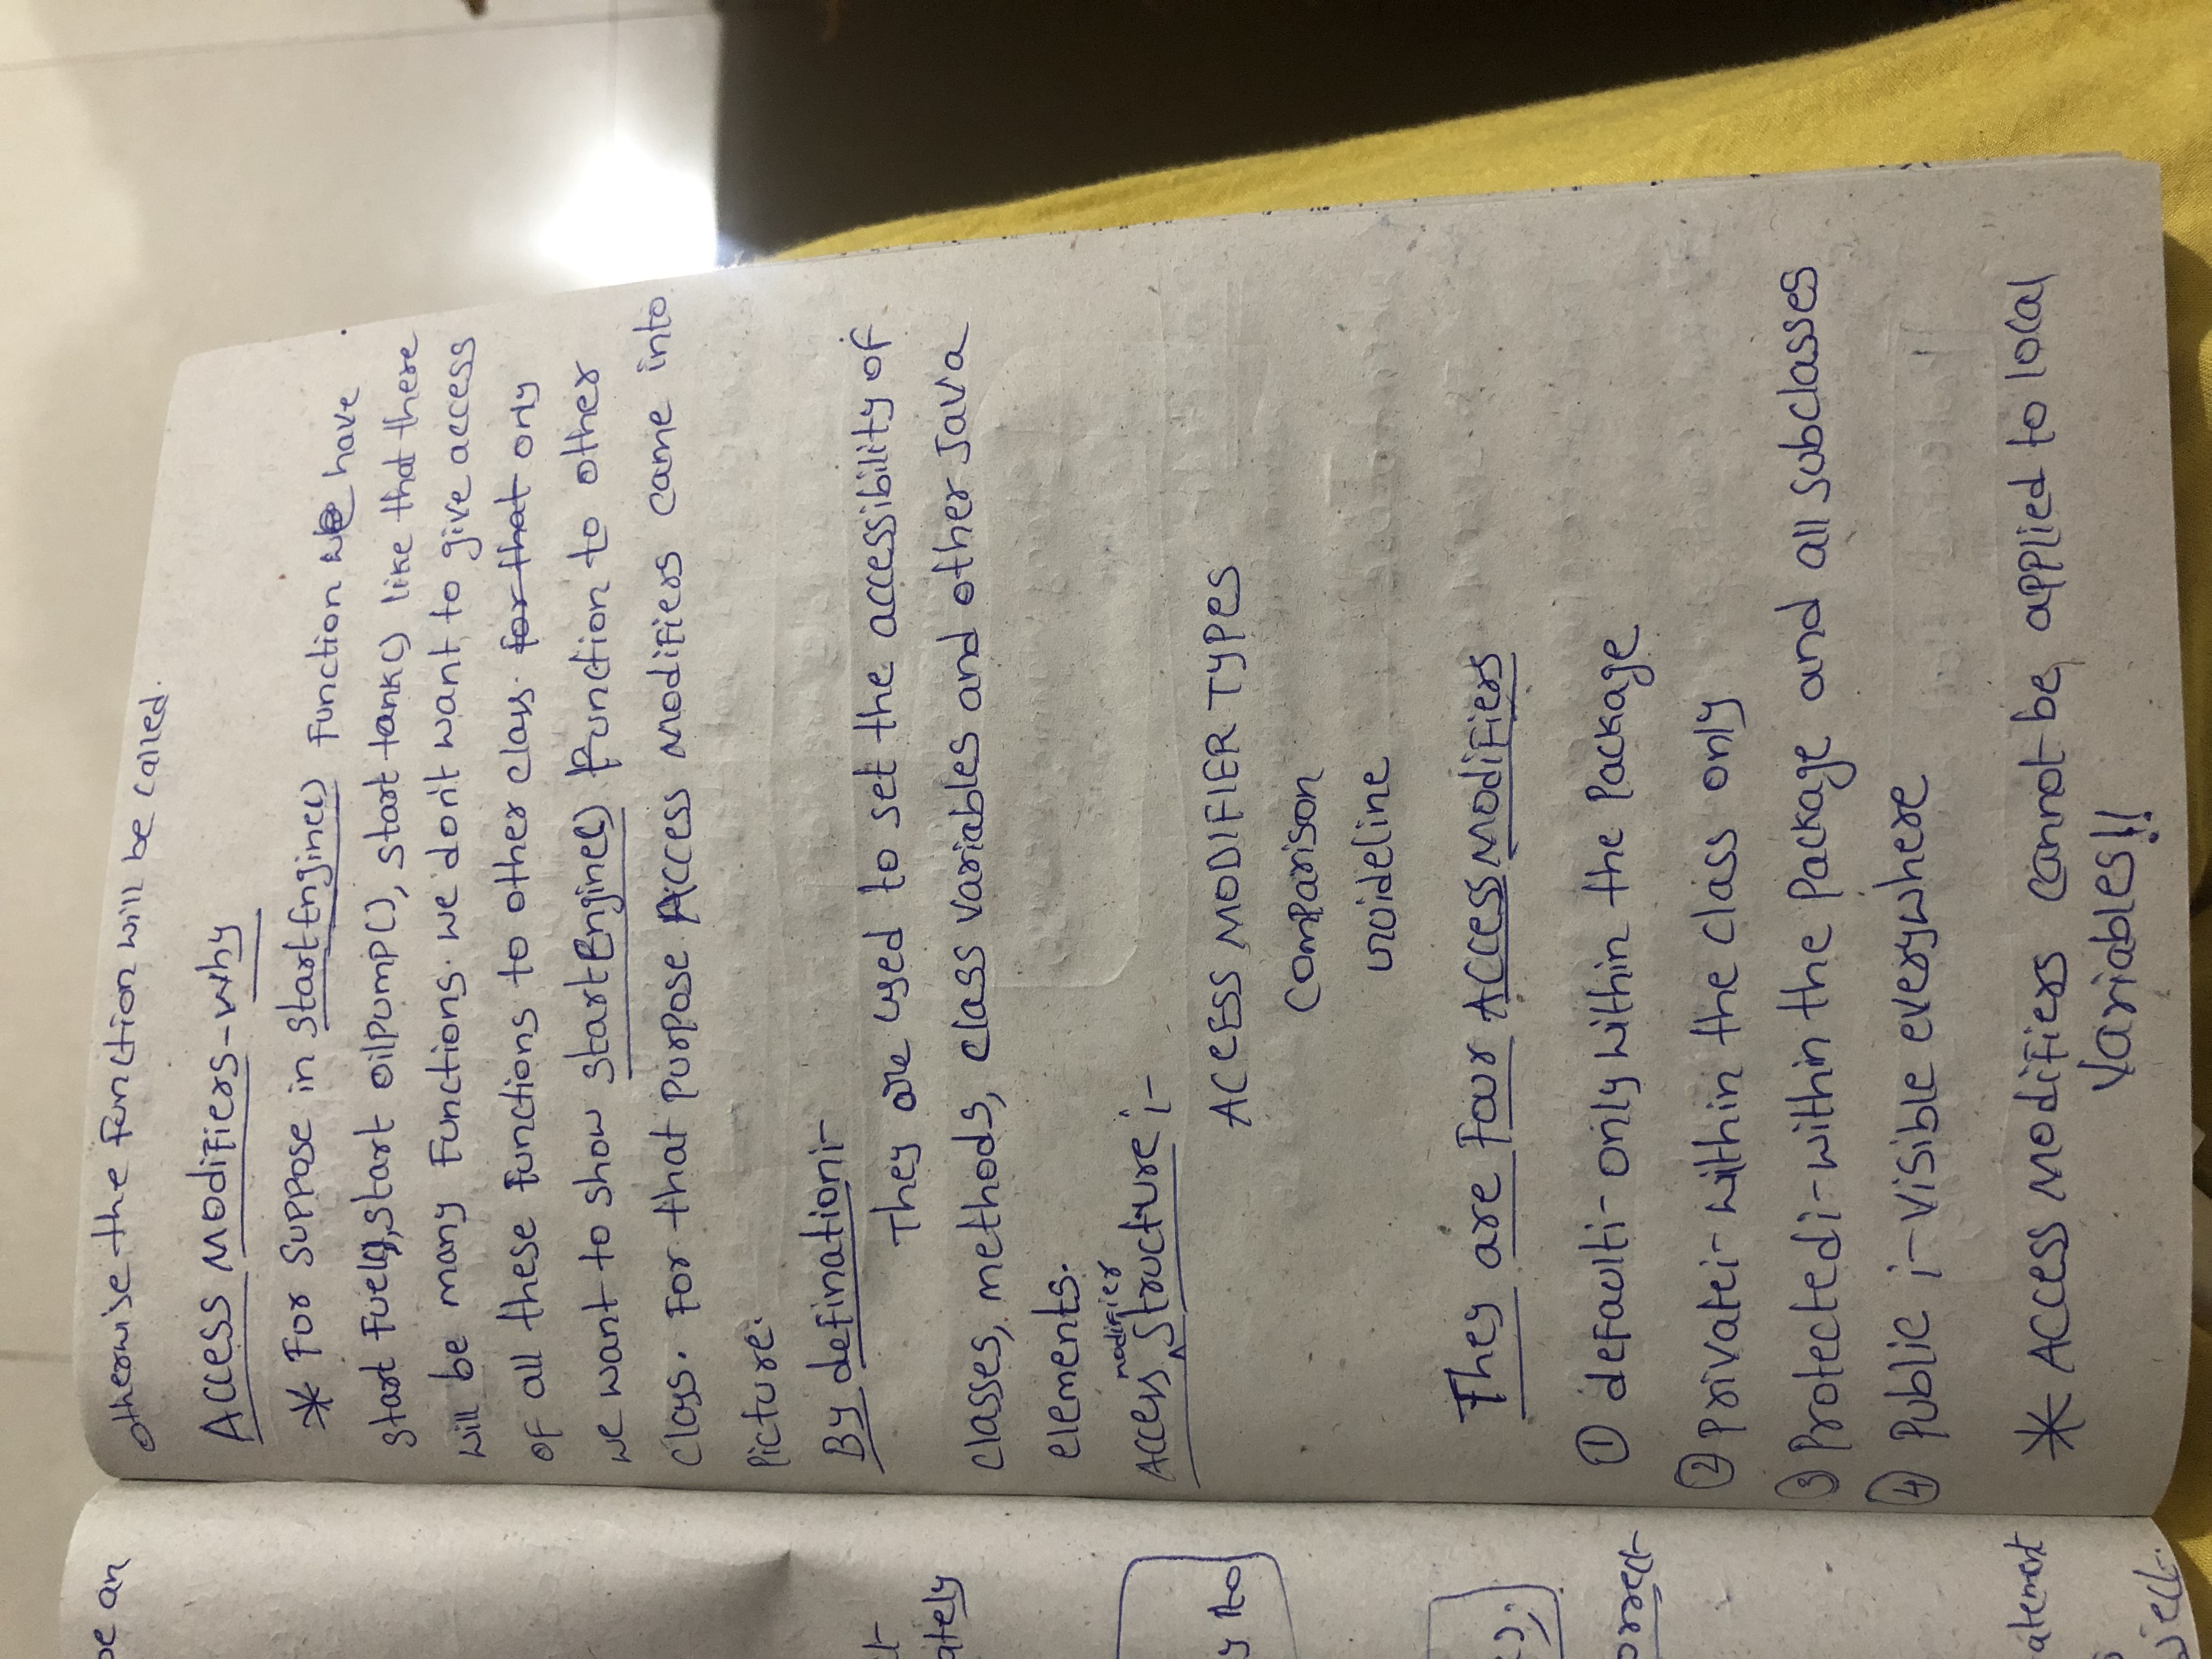 be an
ately
y to
orrect
atement
ject.
otherwise the function will be called.
Access Modifiers - Why
* For suppose in startEngine() function we have
start Fuel(), start oilpump(), start tank() like that there
will be many functions. we don't want to give access
of all these functions to other class. for that only
we want to show startEngine() function to other
class. For that purpose Access Modifiers came into
Picture.
By defination:-
They are used to set the accessibility of
classes, methods, class variables and other Java
elements.
Access modifier structure :-
ACCESS MODIFIER TYPES
Comparison
Guideline
They are Four Access Modifiers
① default:- only within the Package
② Private:- within the class only
③ Protected:- within the Package and all subclasses
④ Public :- visible everywhere
* Access Modifiers cannot be applied to local
Variables!!